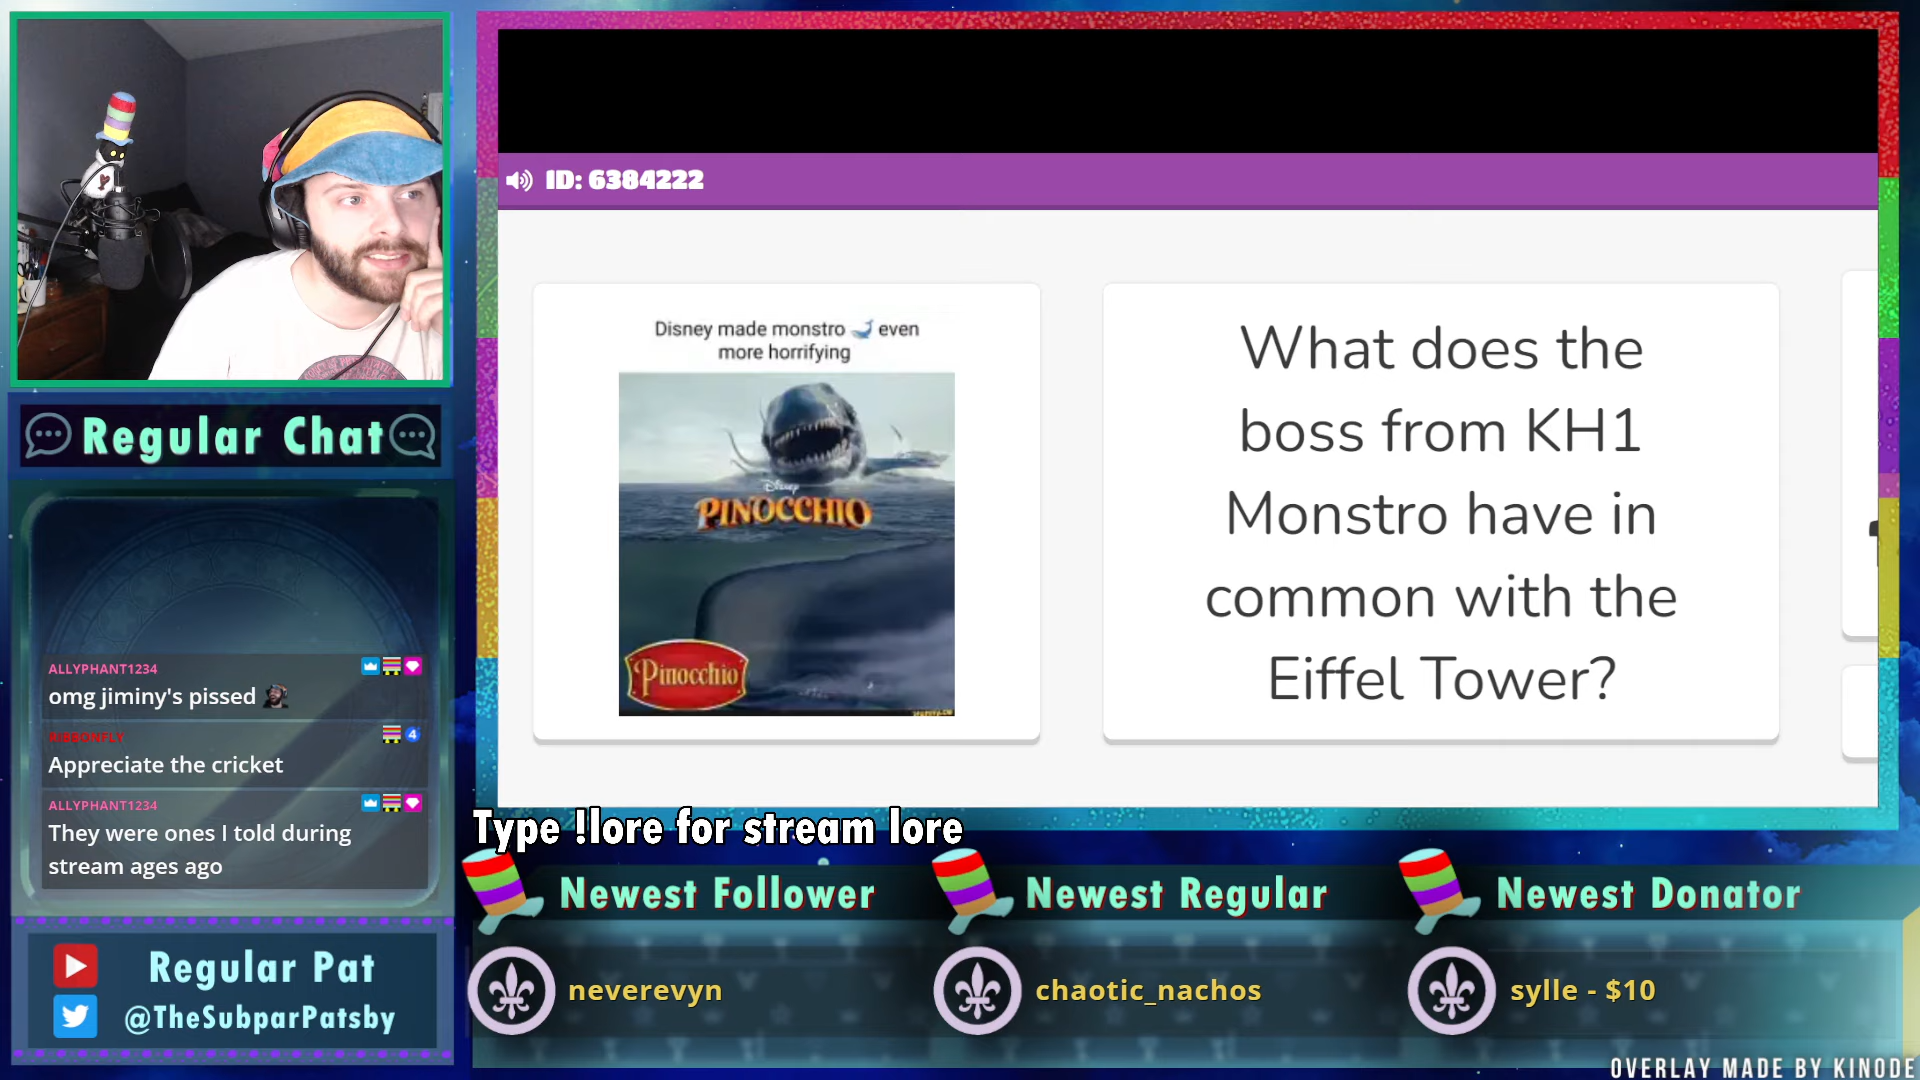 ID: 6384222
Disney made monstro 🐋 even
more horrifying
Disney
PINOCCHIO
Pinocchio
What does the
boss from KH1
Monstro have in
common with the
Eiffel Tower?
Regular Chat
ALLYPHANT1234
omg jiminy's pissed
RIBBONFLY
4
Appreciate the cricket
ALLYPHANT1234
They were ones I told during
stream ages ago
Regular Pat
@TheSubparPatsby
Type !lore for stream lore
Newest Follower
neverevyn
Newest Regular
chaotic_nachos
Newest Donator
sylle - $10
OVERLAY MADE BY KINODE